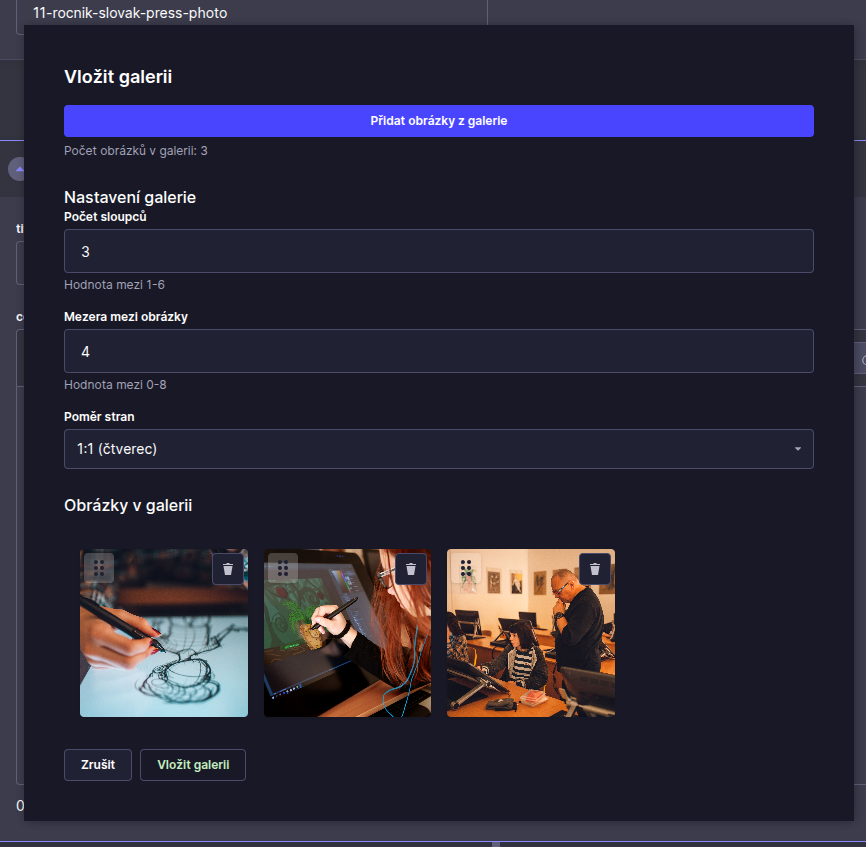 11-rocnik-slovak-press-photo
Vložit galerii
Přidat obrázky z galerie
Počet obrázků v galerii: 3
Nastavení galerie
Počet sloupců
3
Hodnota mezi 1-6
Mezera mezi obrázky
4
Hodnota mezi 0-8
Poměr stran
1:1 (čtverec)
Obrázky v galerii
Zrušit
Vložit galerii